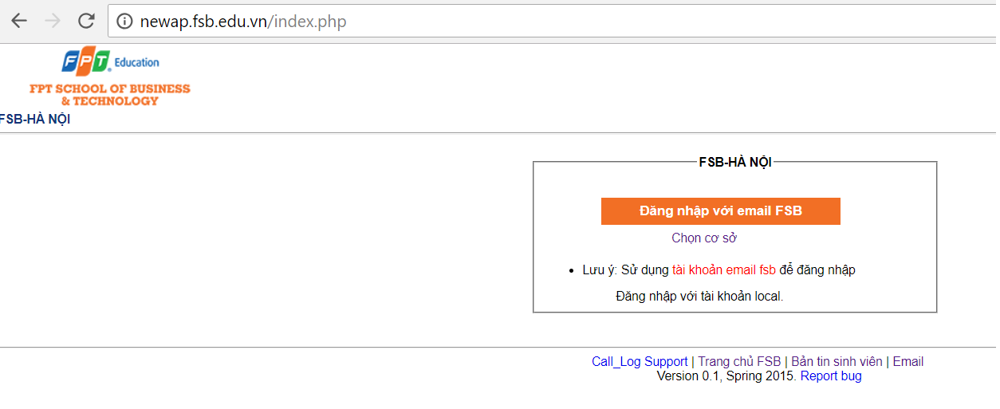 newap.fsb.edu.vn/index.php
FPT Education
FPT SCHOOL OF BUSINESS
& TECHNOLOGY
FSB-HÀ NỘI
FSB-HÀ NỘI
Đăng nhập với email FSB
Chọn cơ sở
Lưu ý: Sử dụng tài khoản email fsb để đăng nhập
Đăng nhập với tài khoản local.
Call_Log Support | Trang chủ FSB | Bản tin sinh viên | Email
Version 0.1, Spring 2015. Report bug